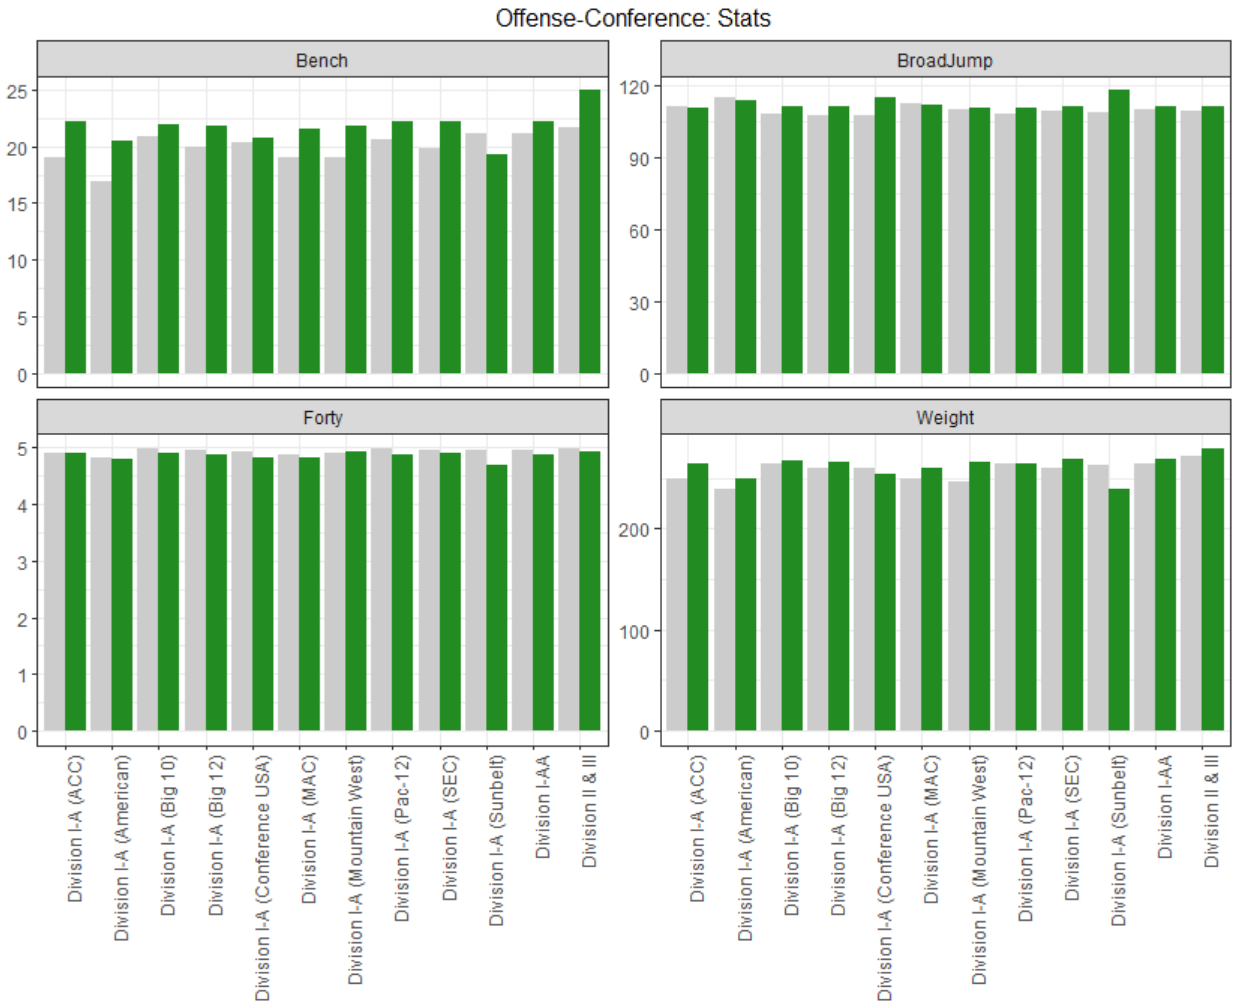 Offense-Conference: Stats
Bench
BroadJump
25
20
15
10
5
0
120
90
60
30
0
Forty
Weight
5
4
3
2
1
0
200
100
0
Division I-A (ACC)
Division I-A (American)
Division I-A (Big 10)
Division I-A (Big 12)
Division I-A (Conference USA)
Division I-A (MAC)
Division I-A (Mountain West)
Division I-A (Pac-12)
Division I-A (SEC)
Division I-A (Sunbelt)
Division I-AA
Division II & III
Division I-A (ACC)
Division I-A (American)
Division I-A (Big 10)
Division I-A (Big 12)
Division I-A (Conference USA)
Division I-A (MAC)
Division I-A (Mountain West)
Division I-A (Pac-12)
Division I-A (SEC)
Division I-A (Sunbelt)
Division I-AA
Division II & III